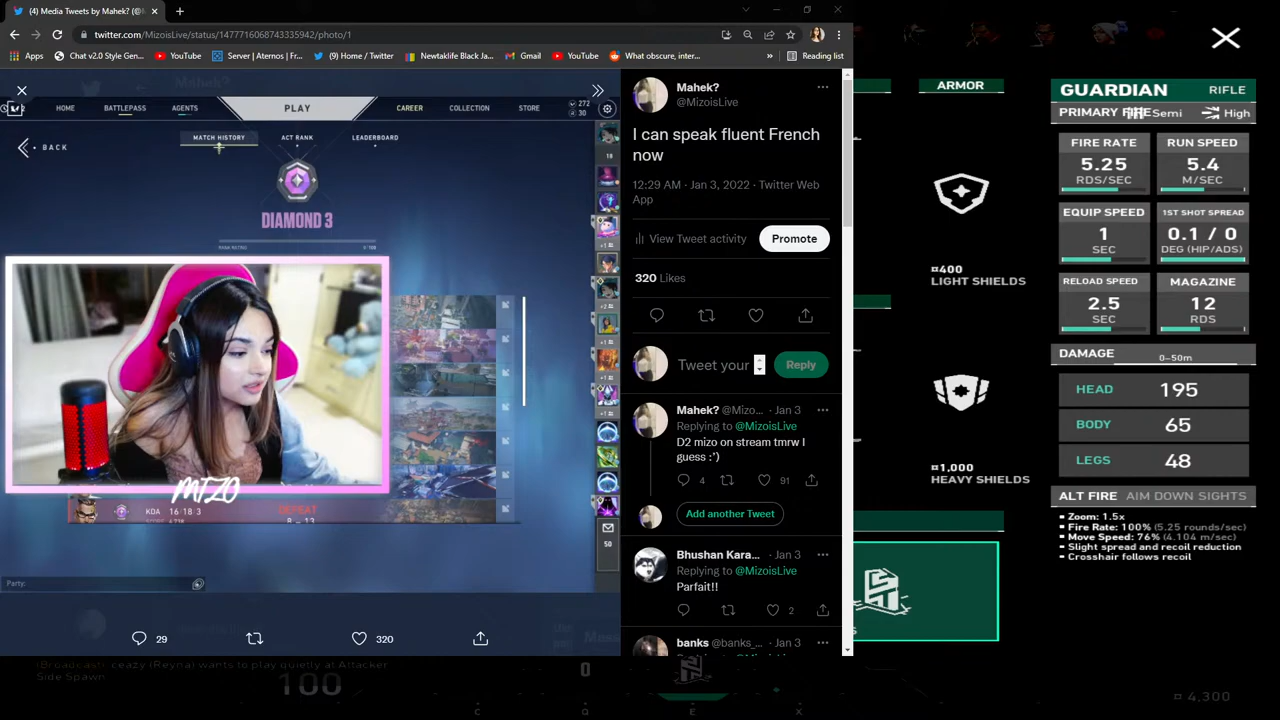 (4) Media Tweets by Mahek? (@M
twitter.com/MizoisLive/status/1477716068743335942/photo/1
Apps
Chat v2.0 Style Gen...
YouTube
Server | Aternos | Fr...
(9) Home / Twitter
Newtaklife Black Ja...
Gmail
YouTube
What obscure, inter...
»
Reading list
HOME
BATTLEPASS
AGENTS
PLAY
CAREER
COLLECTION
STORE
272
30
BACK
MATCH HISTORY
ACT RANK
LEADERBOARD
18
DIAMOND 3
MIZO
KDA 16 18 3
DEFEAT
8 - 13
50
Party:
29
320
Mahek?
@MizoisLive
I can speak fluent French
now
12:29 AM · Jan 3, 2022 · Twitter Web
App
View Tweet activity
Promote
320 Likes
Tweet your
Reply
Mahek? @Mizo... · Jan 3
Replying to @MizoisLive
D2 mizo on stream tmrw I
guess :')
4
91
Add another Tweet
Bhushan Kara... · Jan 3
Replying to @MizoisLive
Parfait!!
2
banks @banks_... · Jan 3
ARMOR
¤400
LIGHT SHIELDS
¤1,000
HEAVY SHIELDS
GUARDIAN
RIFLE
PRIMARY FIRE
Semi
High
FIRE RATE
5.25
RDS/SEC
RUN SPEED
5.4
M/SEC
EQUIP SPEED
1
SEC
1ST SHOT SPREAD
0.1 / 0
DEG (HIP/ADS)
RELOAD SPEED
2.5
SEC
MAGAZINE
12
RDS
DAMAGE
0–50m
HEAD 195
BODY 65
LEGS 48
ALT FIRE AIM DOWN SIGHTS
Zoom: 1.5x
Fire Rate: 100% (5.25 rounds/sec)
Move Speed: 76% (4.104 m/sec)
Slight spread and recoil reduction
Crosshair follows recoil
(Broadcast) ceazy (Reyna) wants to play quietly at Attacker
Side Spawn
100
0
C
Q
E
X
¤ 4,300